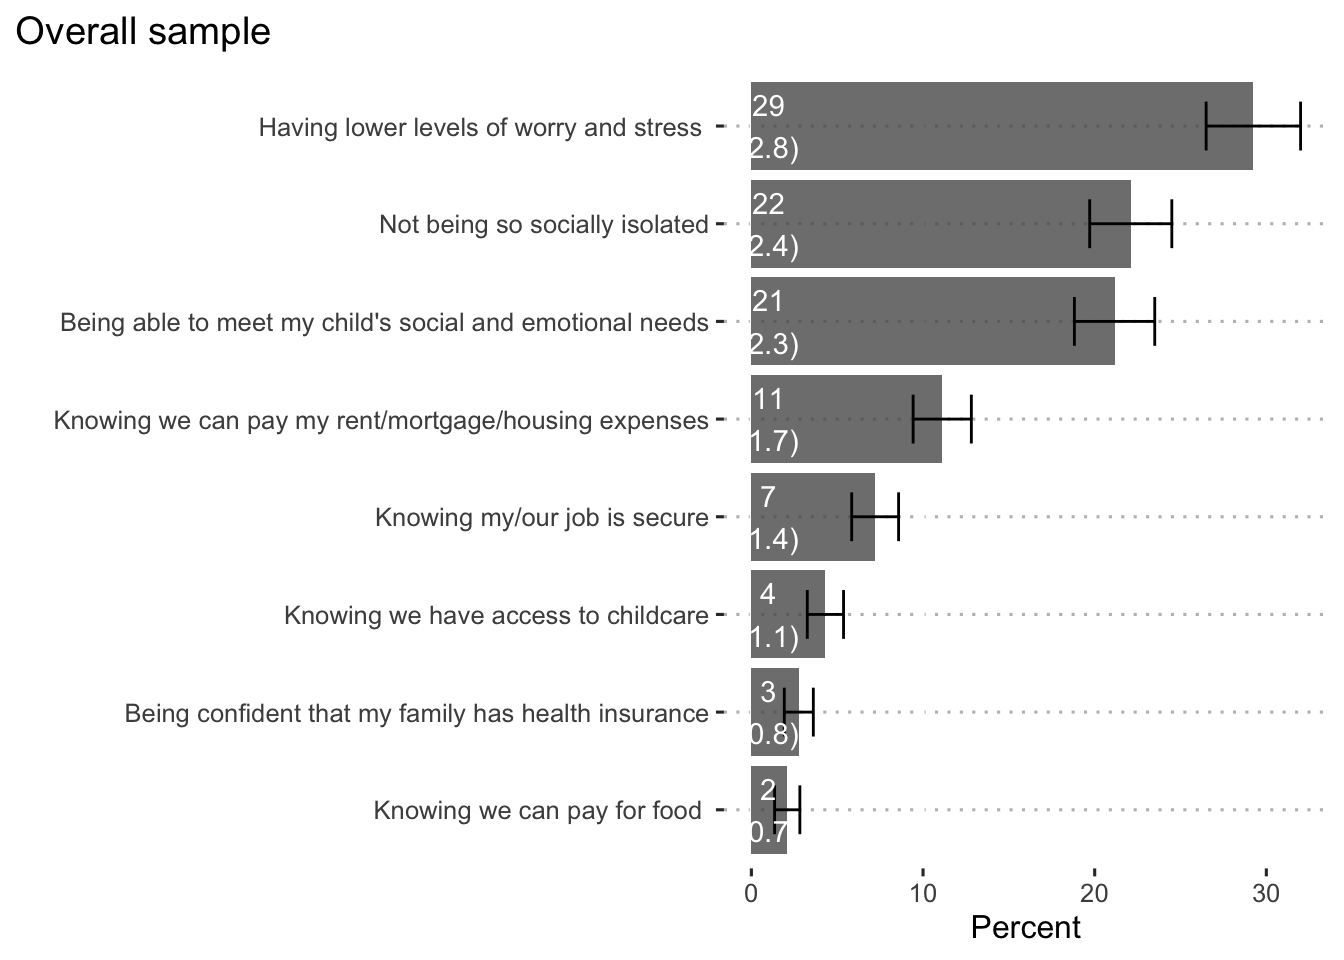 Overall sample
Having lower levels of worry and stress
29
2.8)
Not being so socially isolated
22
2.4)
Being able to meet my child's social and emotional needs
21
2.3)
Knowing we can pay my rent/mortgage/housing expenses
11
1.7)
Knowing my/our job is secure
7
1.4)
Knowing we have access to childcare
4
1.1)
Being confident that my family has health insurance
3
0.8)
Knowing we can pay for food
2
0.7
0 10 20 30
Percent